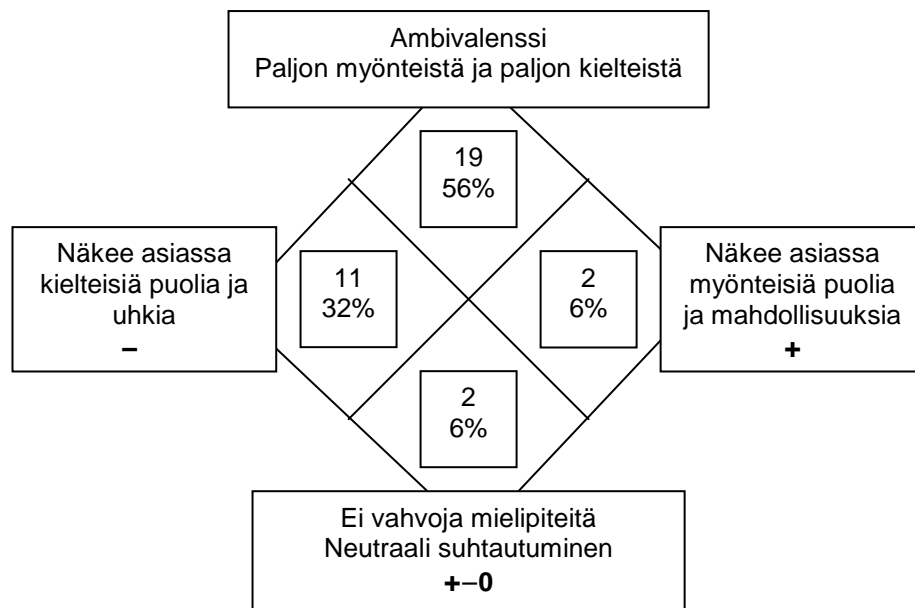 Ambivalenssi
Paljon myönteistä ja paljon kielteistä
19
56%
Näkee asiassa
kielteisiä puolia ja
uhkia
–
11
32%
2
6%
Näkee asiassa
myönteisiä puolia
ja mahdollisuuksia
+
2
6%
Ei vahvoja mielipiteitä
Neutraali suhtautuminen
+–0